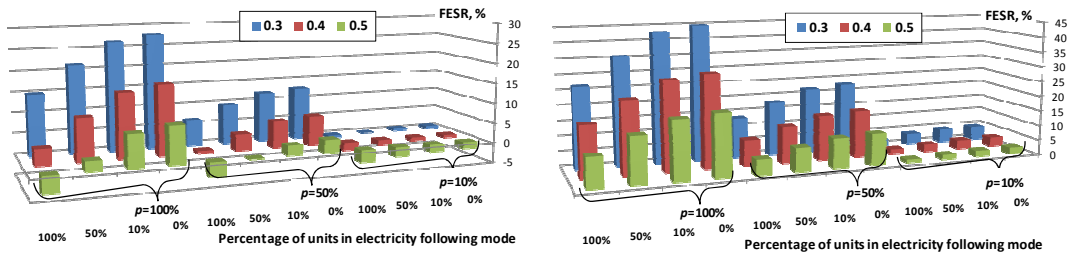 FESR, %
0.3 0.4 0.5
30
25
20
15
10
5
0
-5
p=100%
p=50%
p=10%
100% 50% 10% 0% 100% 50% 10% 0% 100% 50% 10% 0%
Percentage of units in electricity following mode
FESR, %
0.3 0.4 0.5
45
40
35
30
25
20
15
10
5
0
p=100%
p=50%
p=10%
100% 50% 10% 0% 100% 50% 10% 0% 100% 50% 10% 0%
Percentage of units in electricity following mode